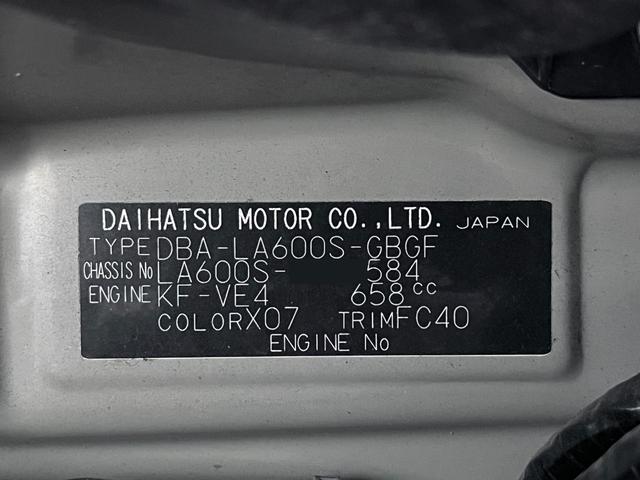 DAIHATSU MOTOR CO.,LTD. JAPAN
TYPE DBA-LA600S-GBGF
CHASSIS No LA600S- 584
ENGINE KF-VE4 658cc
COLOR X07 TRIM FC40
ENGINE No